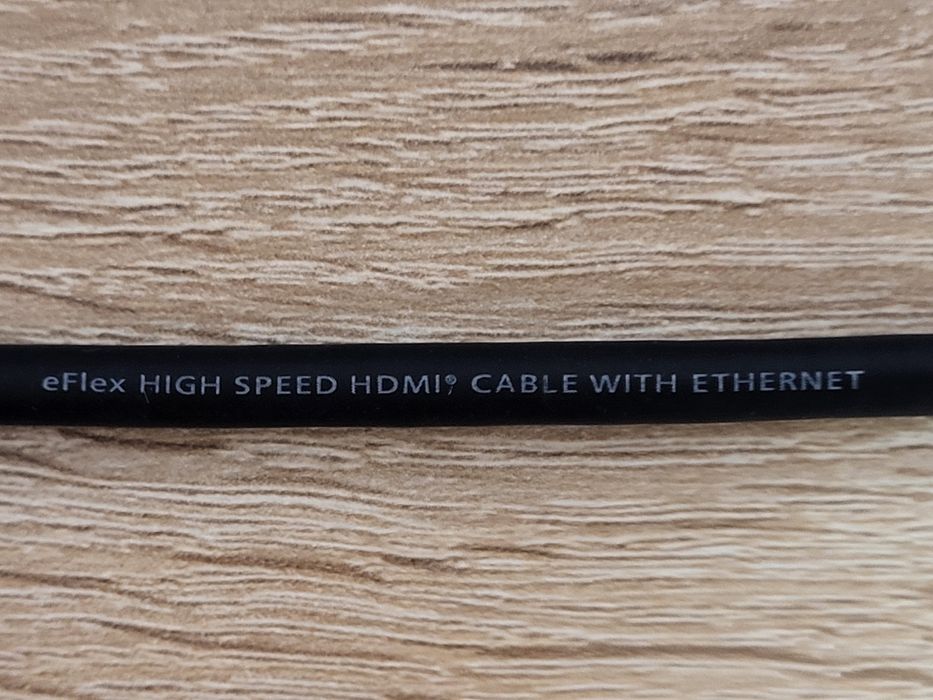 eFlex HIGH SPEED HDMI® CABLE WITH ETHERNET